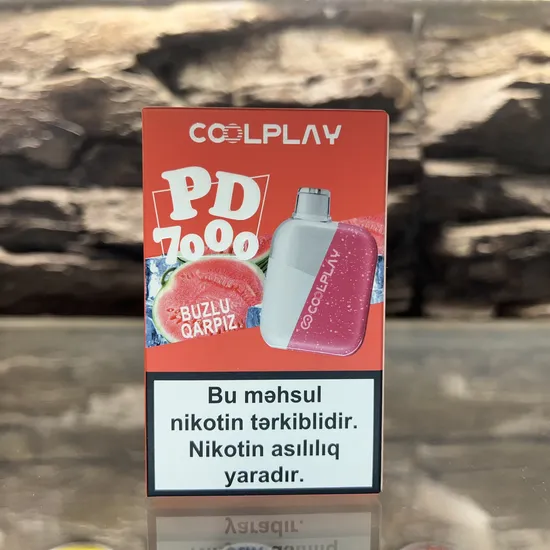 COOLPLAY
PD
7000
BUZLU
QARPIZ
COOLPLAY
Bu məhsul
nikotin tərkiblidir.
Nikotin asılılıq
yaradır.